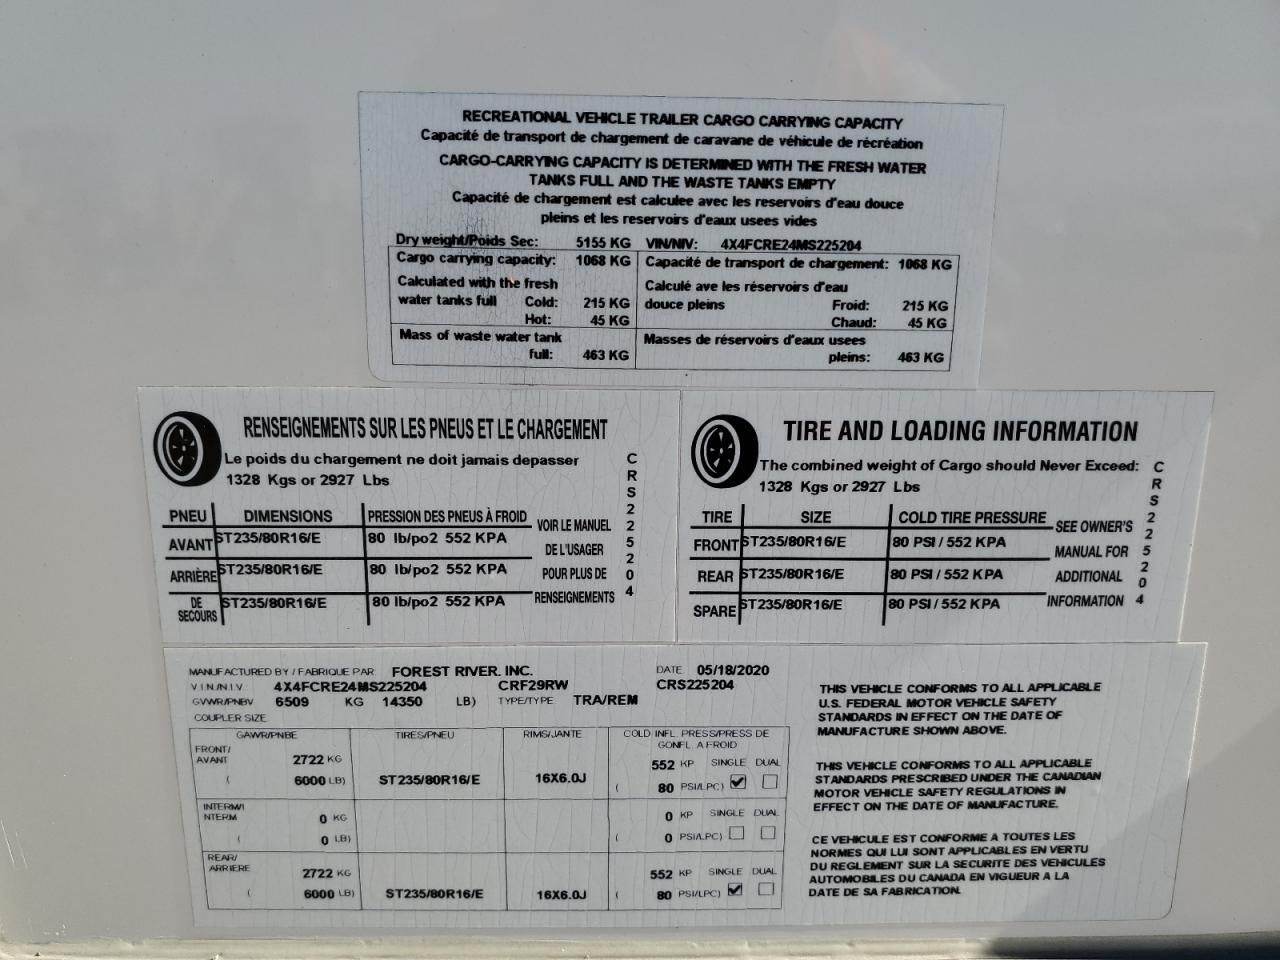 RECREATIONAL VEHICLE TRAILER CARGO CARRYING CAPACITY
Capacité de transport de chargement de caravane de véhicule de récréation
CARGO-CARRYING CAPACITY IS DETERMINED WITH THE FRESH WATER
TANKS FULL AND THE WASTE TANKS EMPTY
Capacité de chargement est calculee avec les reservoirs d'eau douce
pleins et les reservoirs d'eaux usees vides
Dry weight/Poids Sec: 5155 KG VIN/NIV: 4X4FCRE24MS225204
Cargo carrying capacity: 1068 KG Capacité de transport de chargement: 1068 KG
Calculated with the fresh Calculé ave les réservoirs d'eau
water tanks full Cold: 215 KG douce pleins Froid: 215 KG
Hot: 45 KG Chaud: 45 KG
Mass of waste water tank Masses de réservoirs d'eaux usees
full: 463 KG pleins: 463 KG
RENSEIGNEMENTS SUR LES PNEUS ET LE CHARGEMENT
Le poids du chargement ne doit jamais depasser
1328 Kgs or 2927 Lbs
PNEU DIMENSIONS PRESSION DES PNEUS À FROID
AVANT ST235/80R16/E 80 lb/po2 552 KPA
ARRIÈRE ST235/80R16/E 80 lb/po2 552 KPA
DE SECOURS ST235/80R16/E 80 lb/po2 552 KPA
VOIR LE MANUEL
DE L'USAGER
POUR PLUS DE
RENSEIGNEMENTS
CRS225204
TIRE AND LOADING INFORMATION
The combined weight of Cargo should Never Exceed:
1328 Kgs or 2927 Lbs
TIRE SIZE COLD TIRE PRESSURE
FRONT ST235/80R16/E 80 PSI / 552 KPA
REAR ST235/80R16/E 80 PSI / 552 KPA
SPARE ST235/80R16/E 80 PSI / 552 KPA
SEE OWNER'S
MANUAL FOR
ADDITIONAL
INFORMATION
CRS225204
MANUFACTURED BY / FABRIQUE PAR FOREST RIVER, INC. DATE 05/18/2020
V.I.N./N.I.V 4X4FCRE24MS225204 CRF29RW CRS225204
GVWR/PNBV 6509 KG 14350 LB) TYPE/TYPE TRA/REM
COUPLER SIZE
GAWR/PNBE TIRES/PNEU RIMS/JANTE COLD INFL. PRESS/PRESS DE
GONFL. A FROID
FRONT/
AVANT 2722 KG 552 KP SINGLE DUAL
( 6000 LB) ST235/80R16/E 16X6.0J ( 80 PSI/LPC)
INTERM/I
NTERM 0 KG 0 KP SINGLE DUAL
( 0 LB) ( 0 PSI/LPC)
REAR/
ARRIERE 2722 KG 552 KP SINGLE DUAL
( 6000 LB) ST235/80R16/E 16X6.0J ( 80 PSI/LPC)
THIS VEHICLE CONFORMS TO ALL APPLICABLE
U.S. FEDERAL MOTOR VEHICLE SAFETY
STANDARDS IN EFFECT ON THE DATE OF
MANUFACTURE SHOWN ABOVE.
THIS VEHICLE CONFORMS TO ALL APPLICABLE
STANDARDS PRESCRIBED UNDER THE CANADIAN
MOTOR VEHICLE SAFETY REGULATIONS IN
EFFECT ON THE DATE OF MANUFACTURE.
CE VEHICULE EST CONFORME A TOUTES LES
NORMES QUI LUI SONT APPLICABLES EN VERTU
DU REGLEMENT SUR LA SECURITE DES VEHICULES
AUTOMOBILES DU CANADA EN VIGUEUR A LA
DATE DE SA FABRICATION.